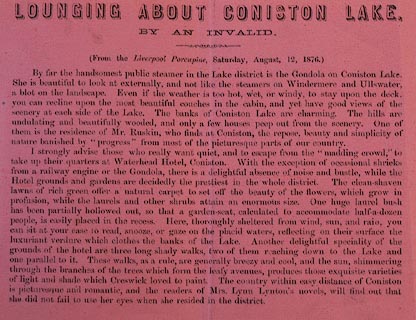 LOUNGING ABOUT CONISTON LAKE.
BY AN INVALID.
(From the Liverpool Porcupine, Saturday, August, 12, 1876.)
By far the handsomest public steamer in the Lake district is the Gondola on Coniston Lake.
She is beautiful to look at externally, and not like the steamers on Windermere and Ullswater,
a blot on the landscape. Even if the weather is too hot, wet, or windy, to stay upon the deck,
you can recline upon the most beautiful couches in the cabin, and yet have good views of the
scenery at each side of the Lake. The banks of Coniston Lake are charming. The hills are
undulating and beautifully wooded, and only a few houses peep out from the scenery. One of
them is the residence of Mr. Ruskin, who finds at Coniston, the repose, beauty and simplicity of
nature banished by "progress" from most of the picturesque parts of our country.
I strongly advise those who really want quiet, and to escape from the "madding crowd," to
take up their quarters at Waterhead Hotel, Coniston. With the exception of occasional shrieks
from a railway engine or the Gondola, there is a delightful absence of noise and bustle, while the
Hotel grounds and gardens are decidedly the prettiest in the whole district. The clean-shaven
lawns of rich green offer a natural carpet to set off the beauty of the flowers, which grow in
profusion, while the laurels and other shrubs attain an enormous size. One huge laurel bush
has been partially hollowed out, so that a garden-seat, calculated to accommodate half-a-dozen
people, is easily placed in the recess. Here, thoroughly sheltered from wind, sun, and rain, you
can sit at your ease to read, snooze, or gaze on the placid waters, reflecting on their surface the
luxuriant verdure which clothes the banks of the Lake. Another delightful speciality of the
grounds of the hotel are three long shady walks, two of them reaching down to the Lake and
one parallel to it. These walks, as a rule, are generally breezy and cool, and the sun, shimmering
through the branches of the trees which form the leafy avenues, produces those exquisite varieties
of light and shade which Creswick loved to paint. The country within easy distance of Coniston
is picturesque and romantic, and the readers of Mrs. Lynn Lynton's novels, will find out that
she did not fail to use her eyes when she resided in the district.